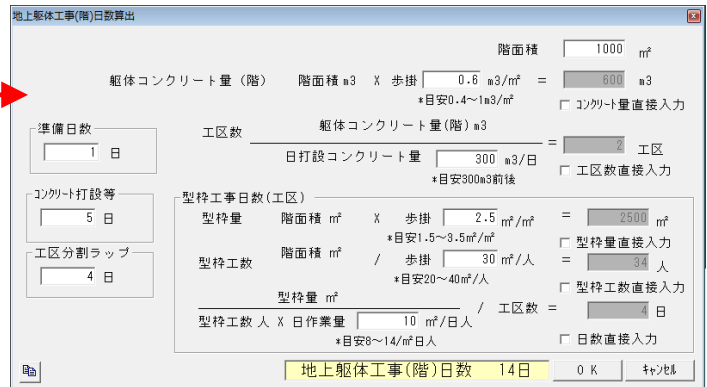 地上躯体工事(階)日数算出
階面積 1000 m²
躯体コンクリート量(階) 階面積 m3 X 歩掛 0.6 m3/m² = 600 m3
*目安0.4～1m3/m²
コンクリート量直接入力
準備日数
1 日
工区数 躯体コンクリート量(階) m3
日打設コンクリート量 300 m3/日 = 2 工区
*目安300m3前後
工区数直接入力
コンクリート打設等
5 日
型枠工事日数(工区)
型枠量 階面積 m² X 歩掛 2.5 m²/m² = 2500 m²
*目安1.5～3.5m²/m²
型枠量直接入力
工区分割ラップ
4 日
型枠工数 階面積 m² / 歩掛 30 m²/人 = 34 人
*目安20～40m²/人
型枠工数直接入力
型枠量 m²
型枠工数 人 X 日作業量 10 m²/日人 / 工区数 = 4 日
*目安8～14/m²日人
日数直接入力
地上躯体工事(階)日数 14日
O K
キャンセル